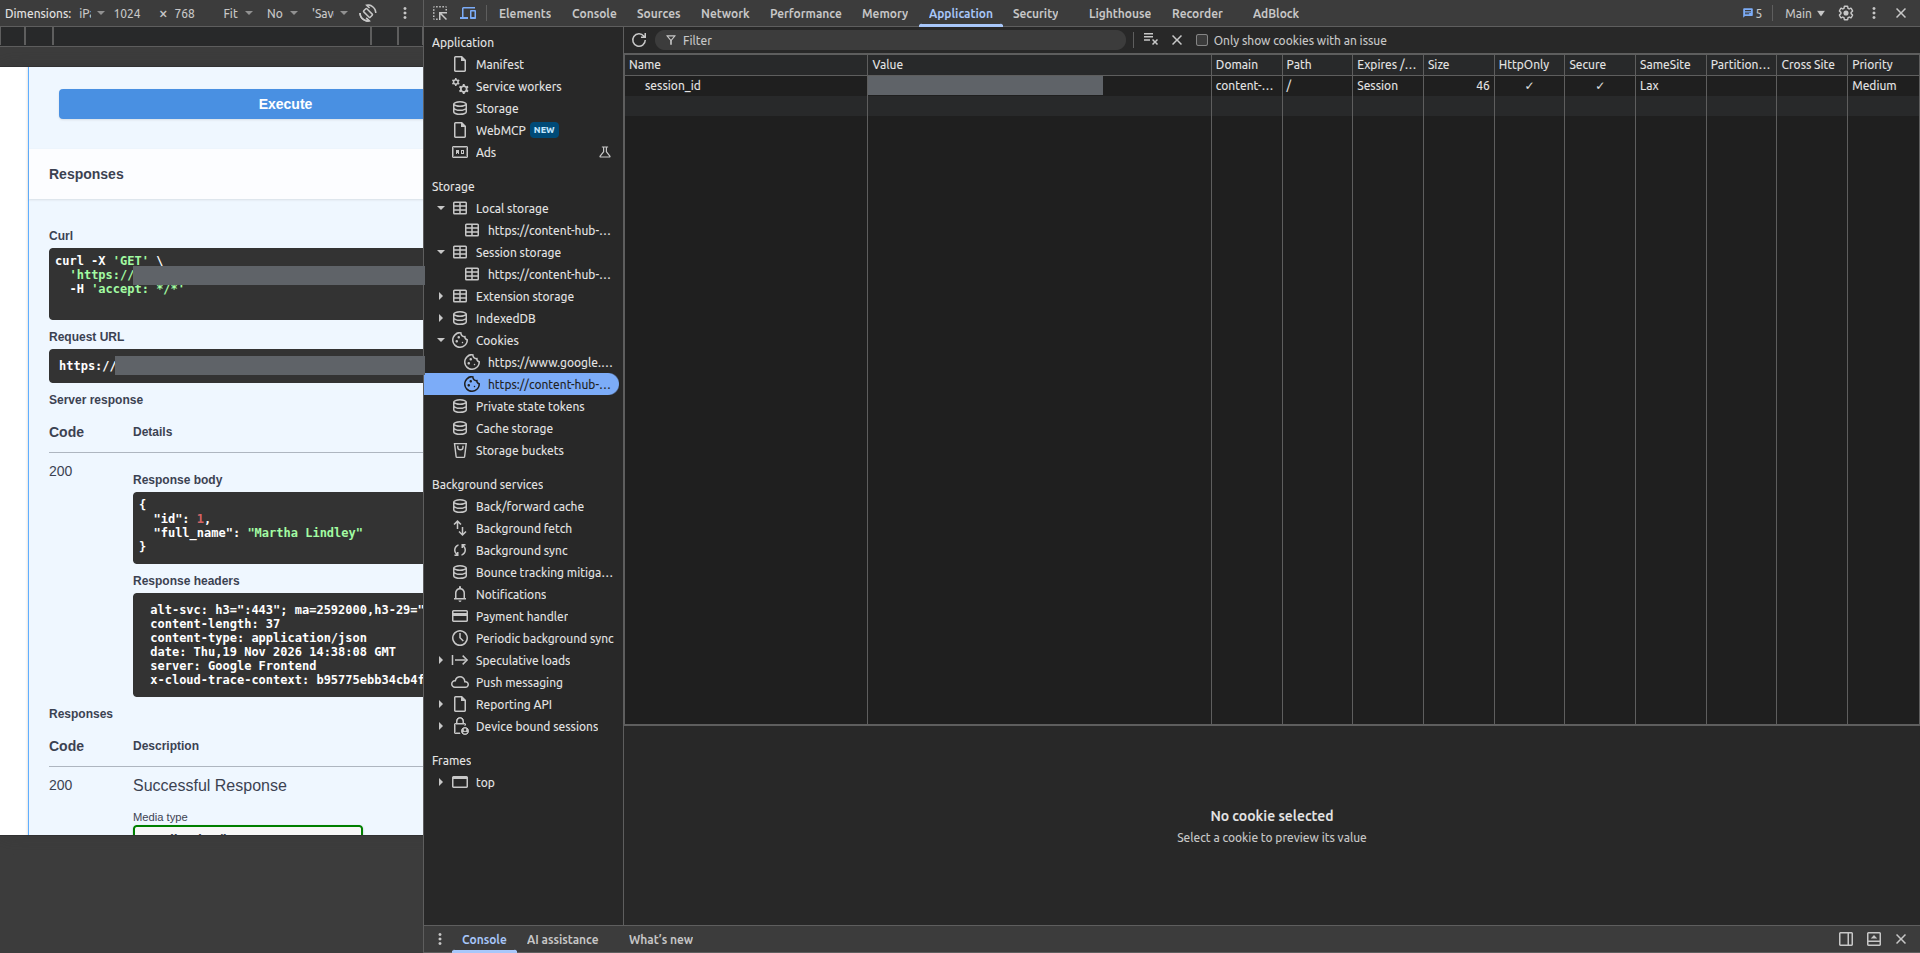 Dimensions: iP 1024 × 768 Fit No 'Sav
Elements Console Sources Network Performance Memory Application Security Lighthouse Recorder AdBlock 5 Main
Execute
Responses
Curl
curl -X 'GET' \
'https://
-H 'accept: */*'
Request URL
https://
Server response
Code Details
200
Response body
{
"id": 1,
"full_name": "Martha Lindley"
}
Response headers
alt-svc: h3=":443"; ma=2592000,h3-29="
content-length: 37
content-type: application/json
date: Thu,19 Nov 2026 14:38:08 GMT
server: Google Frontend
x-cloud-trace-context: b95775ebb34cb4f
Responses
Code Description
200 Successful Response
Media type
Application
Manifest
Service workers
Storage
WebMCP NEW
Ads
Storage
Local storage
https://content-hub-...
Session storage
https://content-hub-...
Extension storage
IndexedDB
Cookies
https://www.google....
https://content-hub-...
Private state tokens
Cache storage
Storage buckets
Background services
Back/forward cache
Background fetch
Background sync
Bounce tracking mitiga...
Notifications
Payment handler
Periodic background sync
Speculative loads
Push messaging
Reporting API
Device bound sessions
Frames
top
Filter Only show cookies with an issue
Name Value Domain Path Expires /... Size HttpOnly Secure SameSite Partition... Cross Site Priority
session_id content-... / Session 46 ✓ ✓ Lax Medium
No cookie selected
Select a cookie to preview its value
Console AI assistance What's new